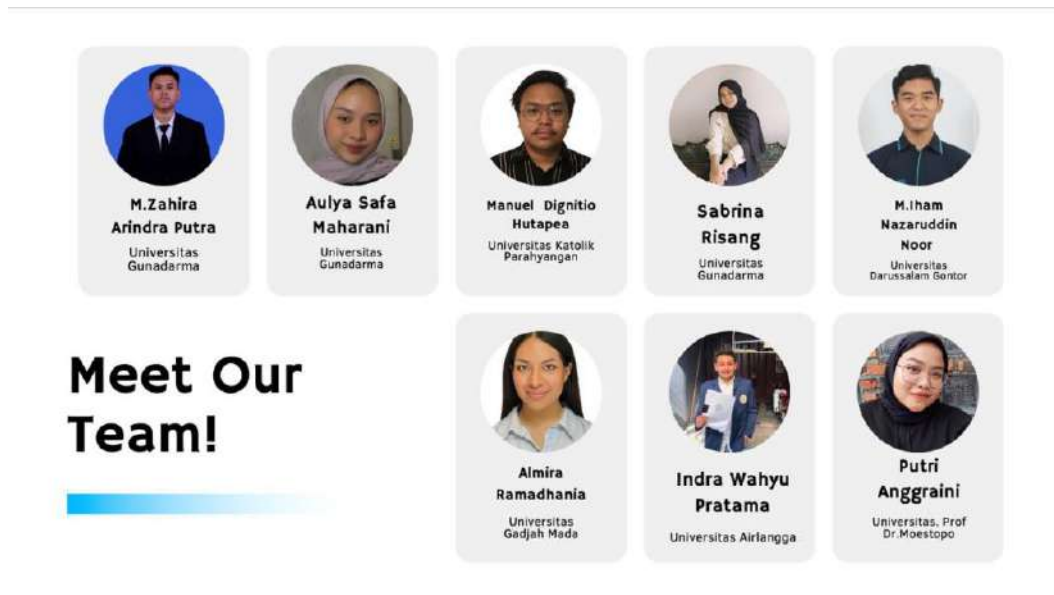 M.Zahira
Arindra Putra
Universitas
Gunadarma
Aulya Safa
Maharani
Universitas
Gunadarma
Manuel Dignitio
Hutapea
Universitas Katolik
Parahyangan
Sabrina
Risang
Universitas
Gunadarma
M.Iham
Nazaruddin
Noor
Universitas
Darussalam Gontor
Meet Our
Team!
Almira
Ramadhania
Universitas
Gadjah Mada
Indra Wahyu
Pratama
Universitas Airlangga
Putri
Anggraini
Universitas, Prof
Dr.Moestopo